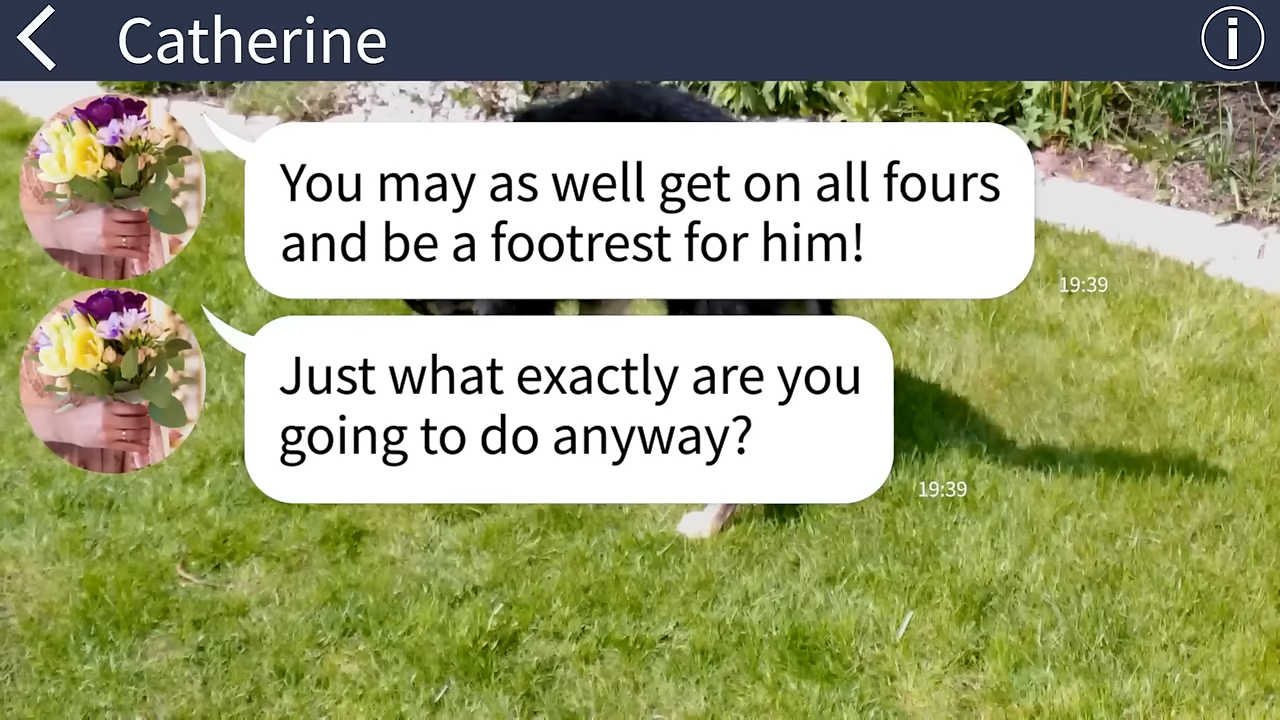 Catherine
You may as well get on all fours
and be a footrest for him!
19:39
Just what exactly are you
going to do anyway?
19:39